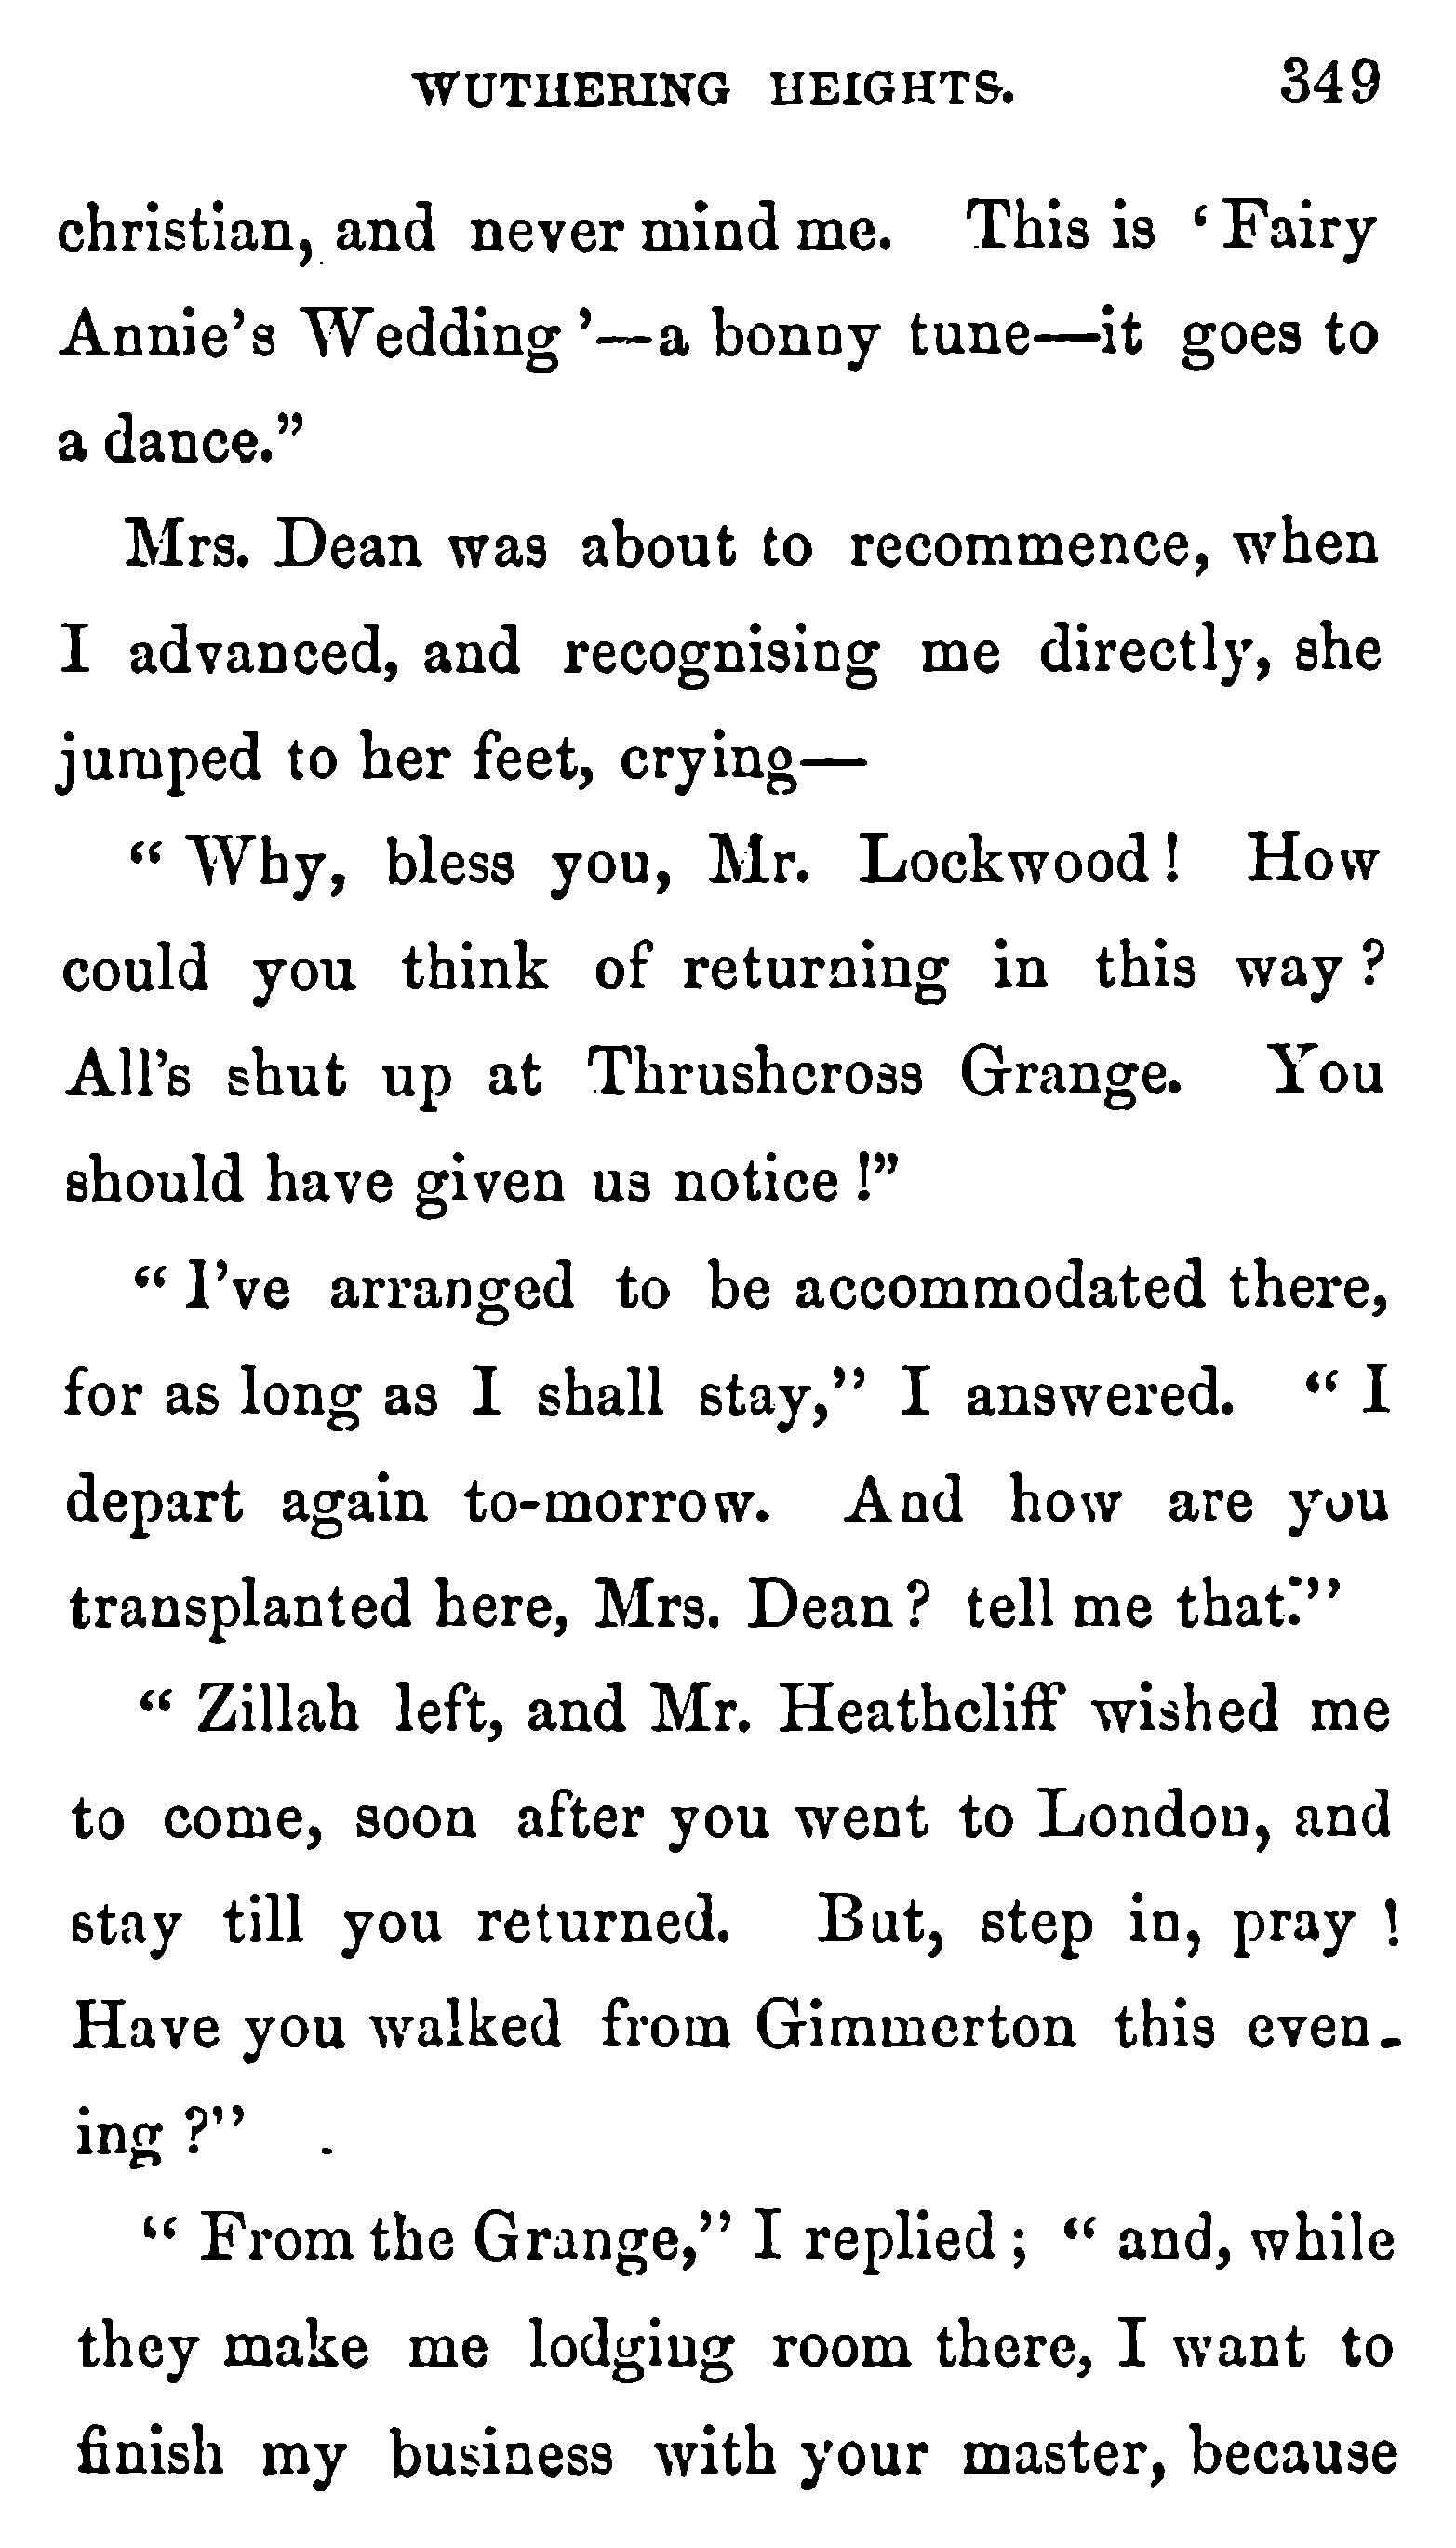 WUTHERING HEIGHTS. 349
christian, and never mind me. This is ‘ Fairy
Annie’s Wedding ’—a bonny tune—it goes to
a dance.”
Mrs. Dean was about to recommence, when
I advanced, and recognising me directly, she
jumped to her feet, crying—
“ Why, bless you, Mr. Lockwood! How
could you think of returning in this way ?
All’s shut up at Thrushcross Grange. You
should have given us notice !”
“ I’ve arranged to be accommodated there,
for as long as I shall stay,” I answered. “ I
depart again to-morrow. And how are you
transplanted here, Mrs. Dean ? tell me that.”
“ Zillah left, and Mr. Heathcliff wished me
to come, soon after you went to London, and
stay till you returned. But, step in, pray !
Have you walked from Gimmerton this even-
ing ?”
“ From the Grange,” I replied ; “ and, while
they make me lodging room there, I want to
finish my business with your master, because